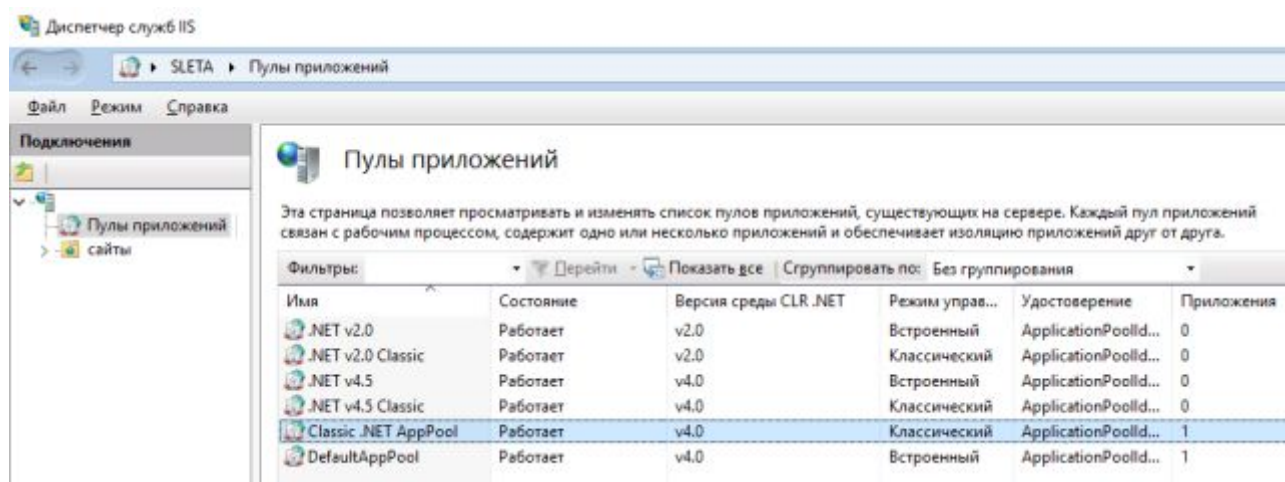 Диспетчер служб IIS
SLETA Пулы приложений
Файл Режим Справка
Подключения
Пулы приложений
сайты
Пулы приложений
Эта страница позволяет просматривать и изменять список пулов приложений, существующих на сервере. Каждый пул приложений
связан с рабочим процессом, содержит одно или несколько приложений и обеспечивает изоляцию приложений друг от друга.
Фильтры: Перейти Показать все Сгруппировать по: Без группирования
Имя Состояние Версия среды CLR .NET Режим управ... Удостоверение Приложения
.NET v2.0 Работает v2.0 Встроенный ApplicationPoolId... 0
.NET v2.0 Classic Работает v2.0 Классический ApplicationPoolId... 0
.NET v4.5 Работает v4.0 Встроенный ApplicationPoolId... 0
.NET v4.5 Classic Работает v4.0 Классический ApplicationPoolId... 0
Classic .NET AppPool Работает v4.0 Классический ApplicationPoolId... 1
DefaultAppPool Работает v4.0 Встроенный ApplicationPoolId... 1